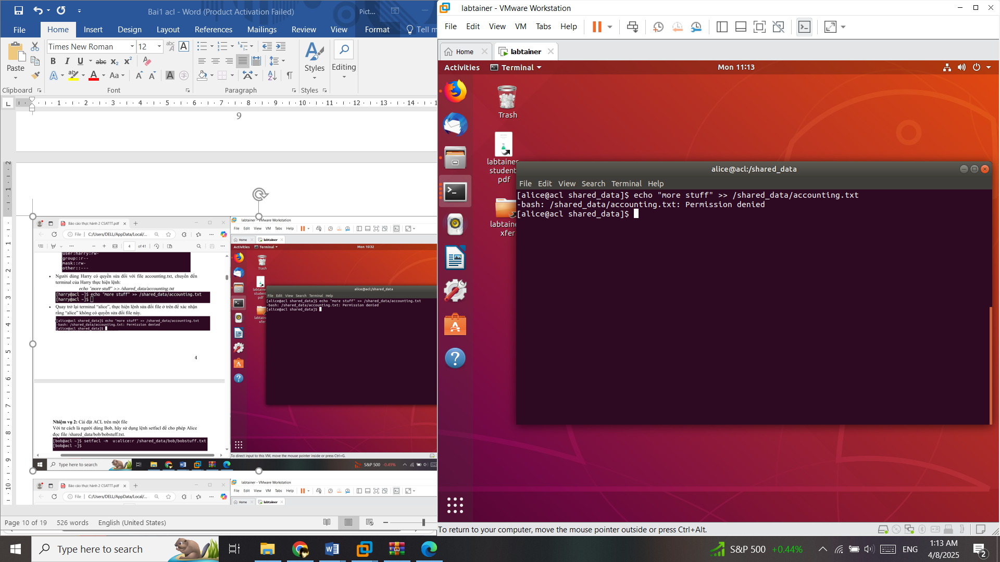 Bai1 acl - Word (Product Activation Failed)
Pict...
File
Home
Insert
Design
Layout
References
Mailings
Review
View
Format
Tell m
Paste
Clipboard
Times New Roman
12
Font
Paragraph
Styles
Styles
Editing
9
Báo cáo thực hành 2 CSATTT.pdf
File
C:/Users/DELL/AppData/Local/...
4
of 41
user:harry:rw-
group::r--
mask::rw-
other::---
Người dùng Harry có quyền sửa đổi với file accounting.txt, chuyển đến
terminal của Harry thực hiện lệnh:
echo "more stuff" >> /shared_data/accounting.txt
[harry@acl ~]$ echo "more stuff" >> /shared_data/accounting.txt
[harry@acl ~]$
Quay trở lại terminal “alice”, thực hiện lệnh sửa đổi file ở trên để xác nhận
rằng “alice” không có quyền sửa đổi file này.
[alice@acl shared_data]$ echo "more stuff" >> /shared_data/accounting.txt
-bash: /shared_data/accounting.txt: Permission denied
[alice@acl shared_data]$
4
Nhiệm vụ 2: Cài đặt ACL trên một file
Với tư cách là người dùng Bob, hãy sử dụng lệnh setfacl để cho phép Alice
đọc file /shared_data/bob/bobstuff.txt.
[bob@acl ~]$ setfacl -m  u:alice:r /shared_data/bob/bobstuff.txt
[bob@acl ~]$
Type here to search
S&P 500 -0.49%
labtainer - VMware Workstation
File Edit View VM Tabs Help
Home
labtainer
Activities
Terminal
Mon 10:32
Trash
labtainer
student
pdf
labtaine
xfer
alice@acl:/shared_data
File Edit View Search Terminal Help
[alice@acl shared_data]$ echo "more stuff" >> /shared_data/accounting.txt
-bash: /shared_data/accounting.txt: Permission denied
[alice@acl shared_data]$
To direct input to this VM, move the mouse pointer inside or press Ctrl+G.
Báo cáo thực hành 2 CSATTT.pdf
File
C:/Users/DELL/AppData/Local/...
labtainer - VMware Workstation
File Edit View VM Tabs Help
Home
labtainer
Page 10 of 19
526 words
English (United States)
labtainer - VMware Workstation
File Edit View VM Tabs Help
Home
labtainer
Activities
Terminal
Mon 11:13
Trash
labtainer
student
pdf
labtaine
xfer
alice@acl:/shared_data
File Edit View Search Terminal Help
[alice@acl shared_data]$ echo "more stuff" >> /shared_data/accounting.txt
-bash: /shared_data/accounting.txt: Permission denied
[alice@acl shared_data]$
To return to your computer, move the mouse pointer outside or press Ctrl+Alt.
Type here to search
S&P 500 +0.44%
ENG
1:13 AM
4/8/2025
2